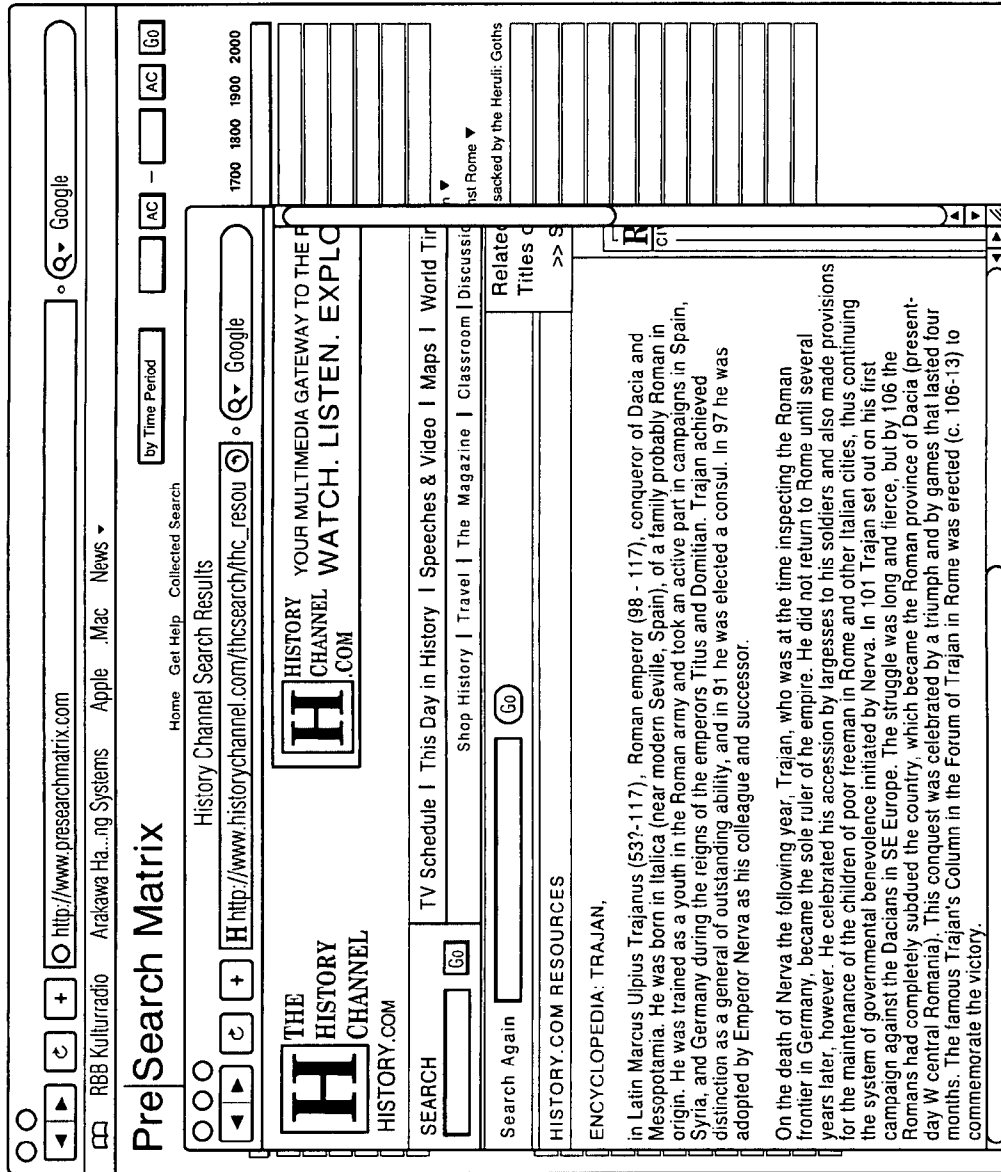 http://www.presearchmatrix.com
Google
RBB Kulturradio Arakawa Ha...ng Systems Apple .Mac News
Pre|Search Matrix
by Time Period
AC – AC Go
Home Get Help Collected Search
1700 1800 1900 2000
History Channel Search Results
H http://www.historychannel.com/thcsearch/thc_resou
Google
H THE
HISTORY
CHANNEL
HISTORY.COM
H HISTORY
CHANNEL
.COM
YOUR MULTIMEDIA GATEWAY TO THE
WATCH. LISTEN. EXPLO
SEARCH
Go
TV Schedule | This Day in History | Speeches & Video | Maps | World
Shop History | Travel | The Magazine | Classroom | Discussic
nst Rome
sacked by the Heruli: Goths
Search Again
Go
Related
Titles
>> S
HISTORY.COM RESOURCES
ENCYCLOPEDIA: TRAJAN,
in Latin Marcus Ulpius Trajanus (53?-117), Roman emperor (98 - 117), conqueror of Dacia and
Mesopotamia. He was born in Italica (near modern Seville, Spain), of a family probably Roman in
origin. He was trained as a youth in the Roman army and took an active part in campaigns in Spain,
Syria, and Germany during the reigns of the emperors Titus and Domitian. Trajan achieved
distinction as a general of outstanding ability, and in 91 he was elected a consul. In 97 he was
adopted by Emperor Nerva as his colleague and successor.
On the death of Nerva the following year, Trajan, who was at the time inspecting the Roman
frontier in Germany, became the sole ruler of the empire. He did not return to Rome until several
years later, however. He celebrated his accession by largesses to his soldiers and also made provisions
for the maintenance of the children of poor freeman in Rome and other Italian cities, thus continuing
the system of governmental benevolence initiated by Nerva. In 101 Trajan set out on his first
campaign against the Dacians in SE Europe. The struggle was long and fierce, but by 106 the
Romans had completely subdued the country, which became the Roman province of Dacia (present-
day W central Romania). This conquest was celebrated by a triumph and by games that lasted four
months. The famous Trajan's Column in the Forum of Trajan in Rome was erected (c. 106-13) to
commemorate the victory.